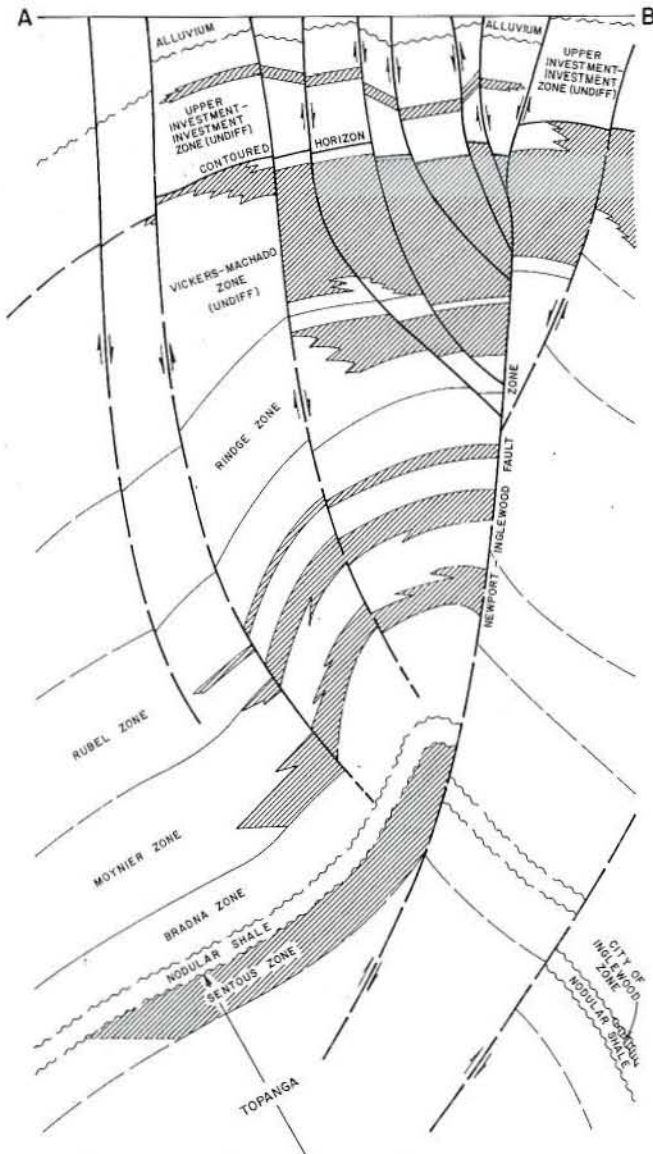 A
B
ALLUVIUM
ALLUVIUM
UPPER
INVESTMENT-
INVESTMENT
ZONE (UNDIFF)
UPPER
INVESTMENT-
INVESTMENT
ZONE (UNDIFF)
CONTOURED HORIZON
VICKERS-MACHADO
ZONE
(UNDIFF)
RINDGE ZONE
NEWPORT - INGLEWOOD FAULT ZONE
RUBEL ZONE
MOYNIER ZONE
BRADNA ZONE
NODULAR SHALE
SENTOUS ZONE
CITY OF
INGLEWOOD
ZONE
NODULAR SHALE
TOPANGA